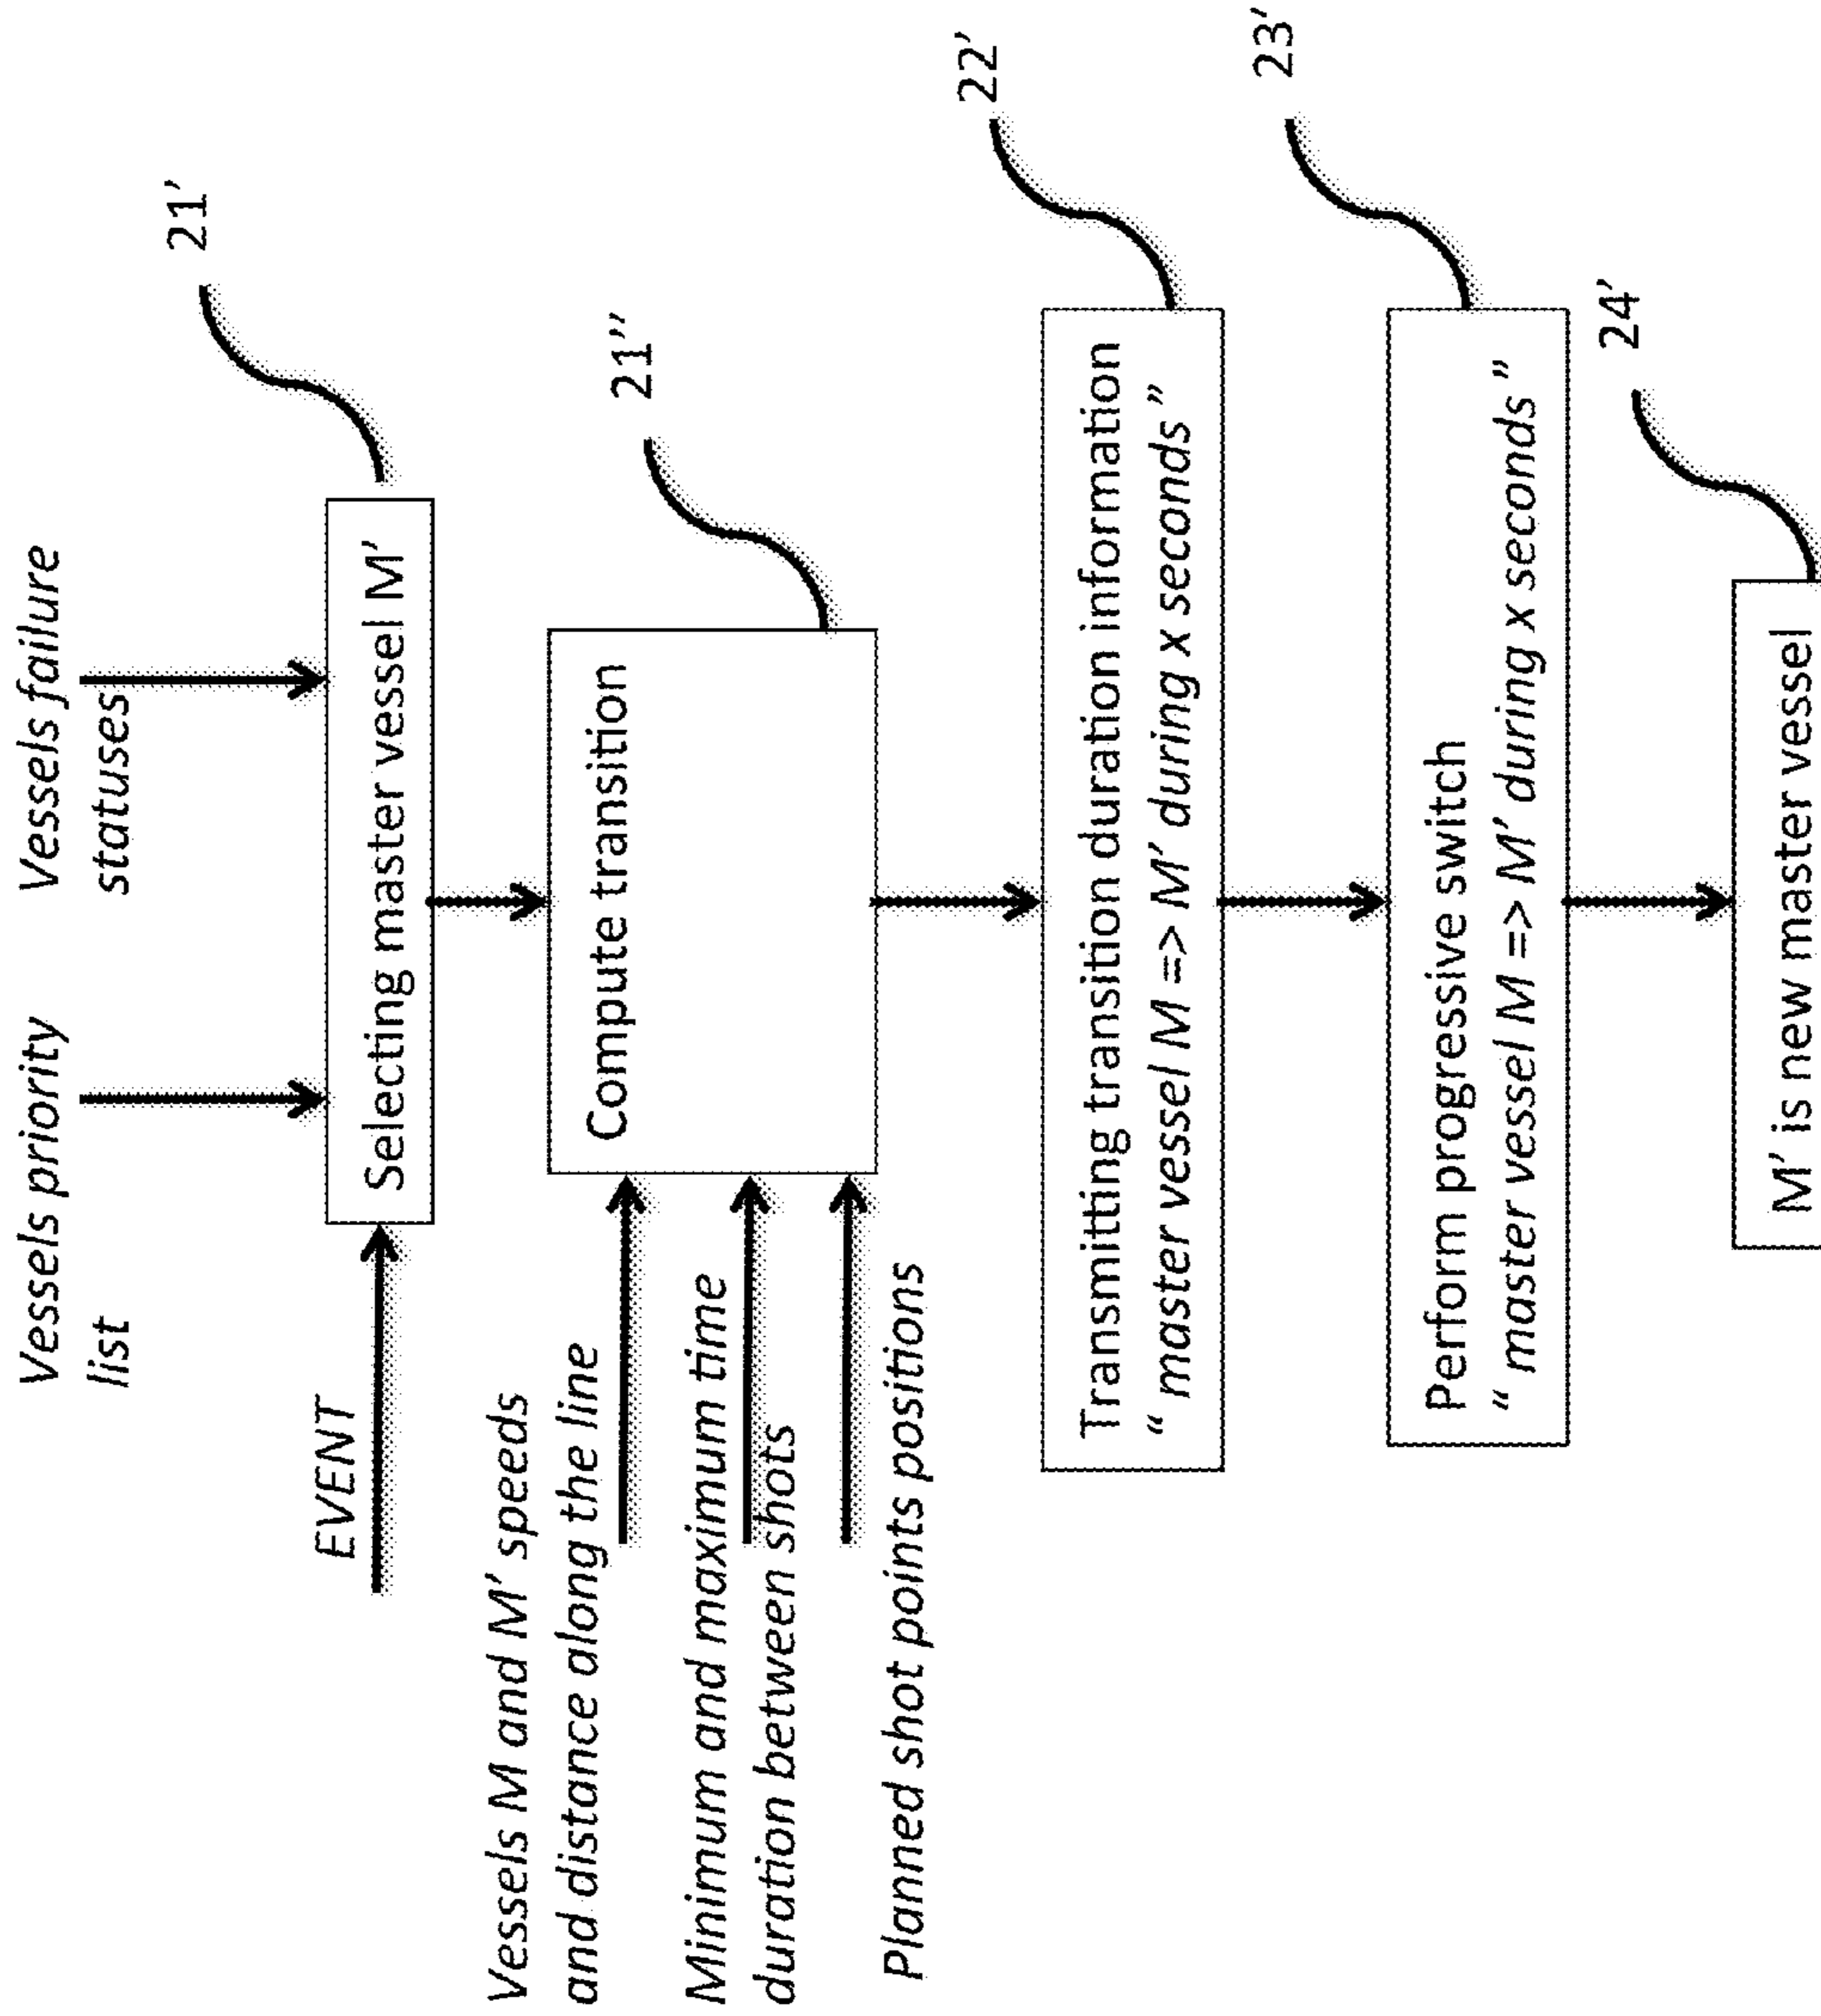 Vessels priority
list
Vessels failure
statuses
EVENT
Selecting master vessel M'
21'
Vessels M and M' speeds
and distance along the line
Minimum and maximum time
duration between shots
Planned shot points positions
Compute transition
21''
Transmitting transition duration information
“ master vessel M => M' during x seconds ”
22'
Perform progressive switch
“ master vessel M => M' during x seconds ”
23'
M' is new master vessel
24'